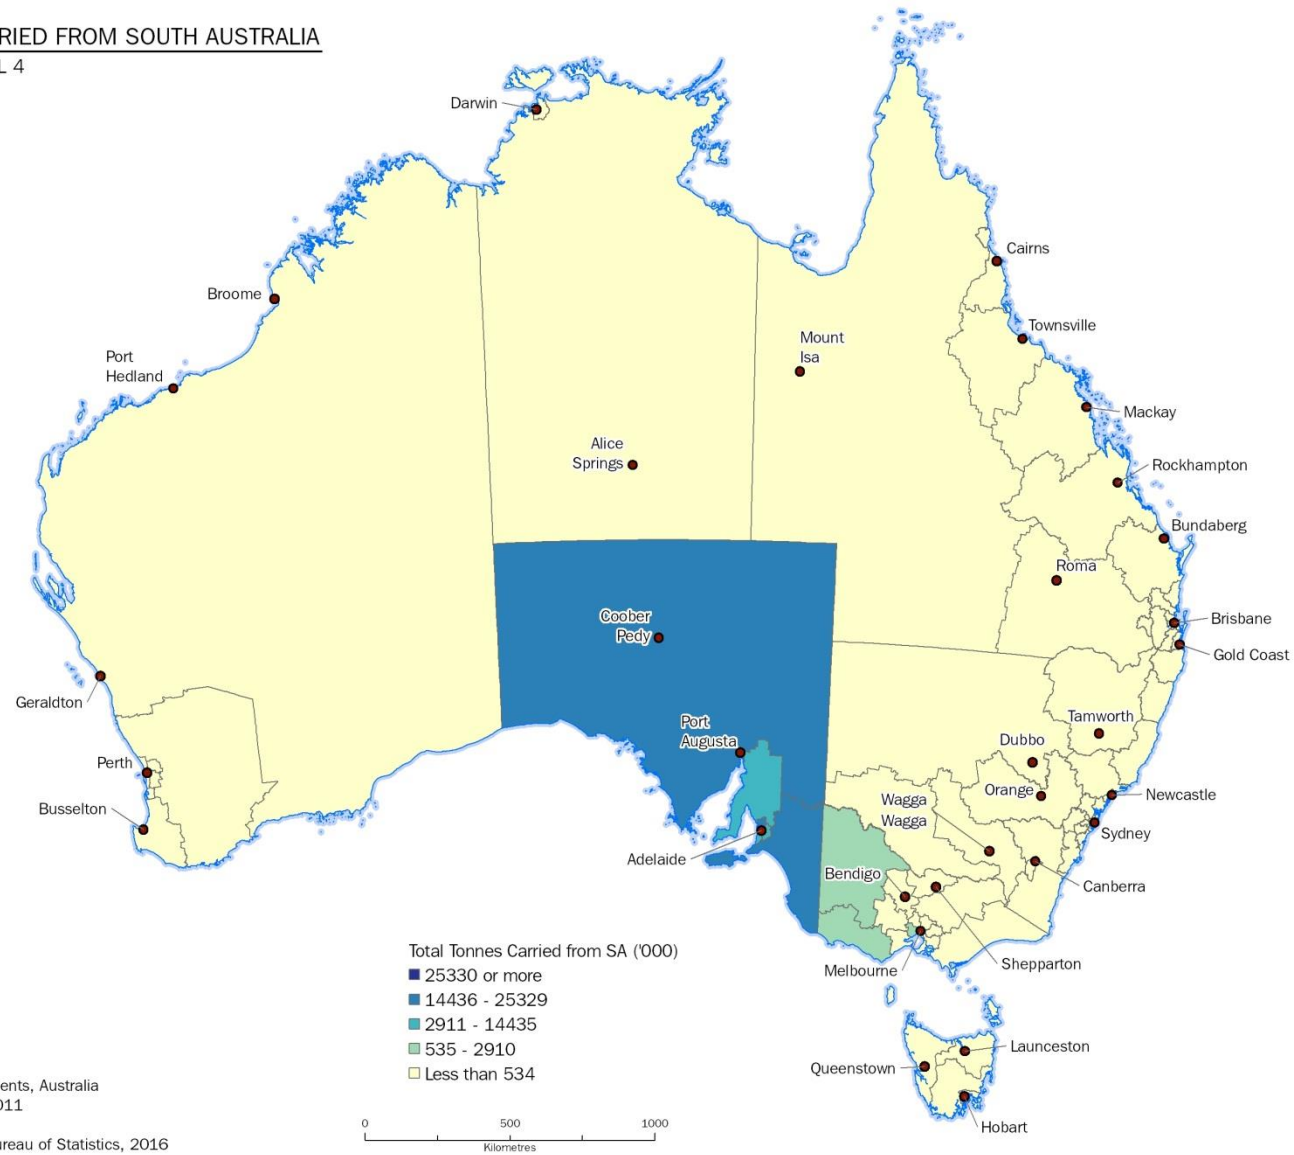 RIED FROM SOUTH AUSTRALIA
L 4
Darwin
Cairns
Broome
Townsville
Mount
Isa
Port
Hedland
Mackay
Alice
Springs
Rockhampton
Bundaberg
Roma
Coober
Pedy
Brisbane
Gold Coast
Geraldton
Port
Augusta
Tamworth
Dubbo
Perth
Orange
Newcastle
Wagga
Wagga
Busselton
Sydney
Adelaide
Bendigo
Canberra
Total Tonnes Carried from SA ('000)
25330 or more
14436 - 25329
2911 - 14435
535 - 2910
Less than 534
Melbourne
Shepparton
Launceston
Queenstown
Hobart
ents, Australia
011
ureau of Statistics, 2016
0 500 1000
Kilometres